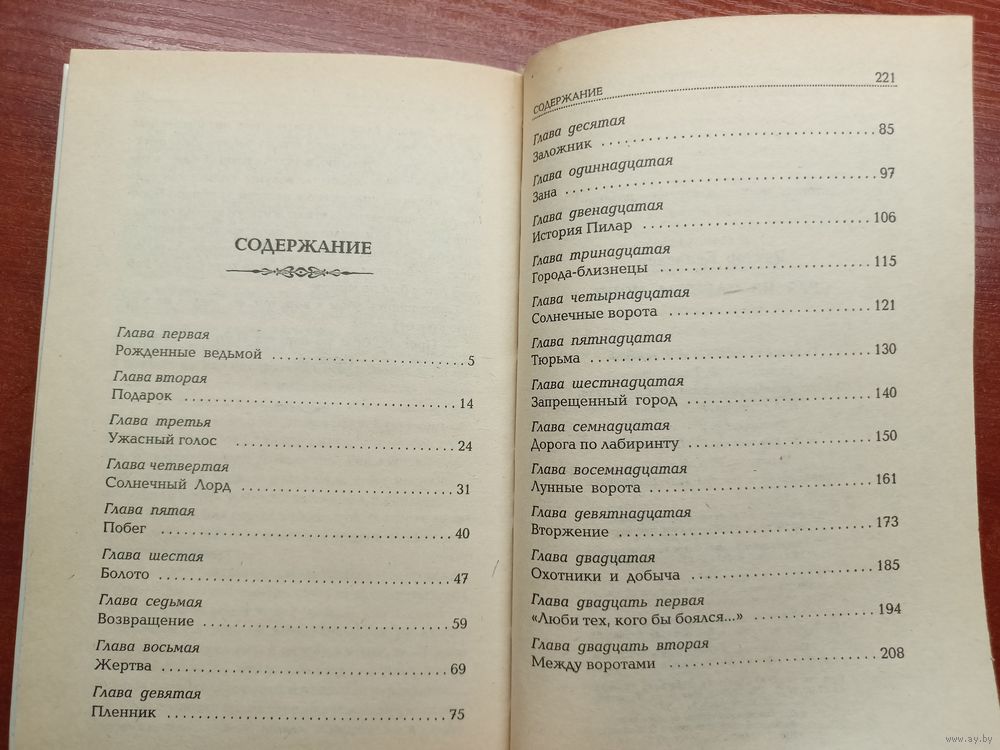 СОДЕРЖАНИЕ
Глава первая
Рожденные ведьмой ........................ 5
Глава вторая
Подарок ........................ 14
Глава третья
Ужасный голос ........................ 24
Глава четвертая
Солнечный Лорд ........................ 31
Глава пятая
Побег ........................ 40
Глава шестая
Болото ........................ 47
Глава седьмая
Возвращение ........................ 59
Глава восьмая
Жертва ........................ 69
Глава девятая
Пленник ........................ 75
СОДЕРЖАНИЕ 221
Глава десятая
Заложник ........................ 85
Глава одиннадцатая
Зана ........................ 97
Глава двенадцатая
История Пилар ........................ 106
Глава тринадцатая
Города-близнецы ........................ 115
Глава четырнадцатая
Солнечные ворота ........................ 121
Глава пятнадцатая
Тюрьма ........................ 130
Глава шестнадцатая
Запрещенный город ........................ 140
Глава семнадцатая
Дорога по лабиринту ........................ 150
Глава восемнадцатая
Лунные ворота ........................ 161
Глава девятнадцатая
Вторжение ........................ 173
Глава двадцатая
Охотники и добыча ........................ 185
Глава двадцать первая
«Люби тех, кого бы боялся...» ........................ 194
Глава двадцать вторая
Между воротами ........................ 208
www.ay.by